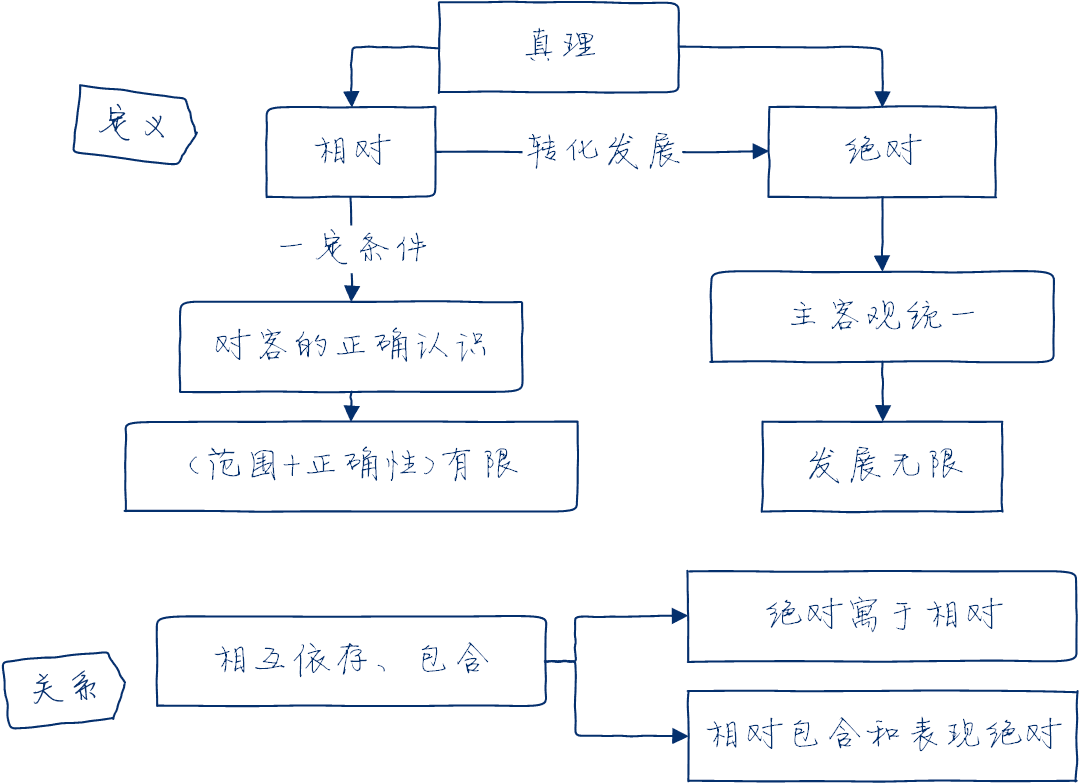 真理
定义
相对
转化发展
绝对
一定条件
主客观统一
对客的正确认识
(范围+正确性)有限
发展无限
绝对寓于相对
相互依存、包含
关系
相对包含和表现绝对